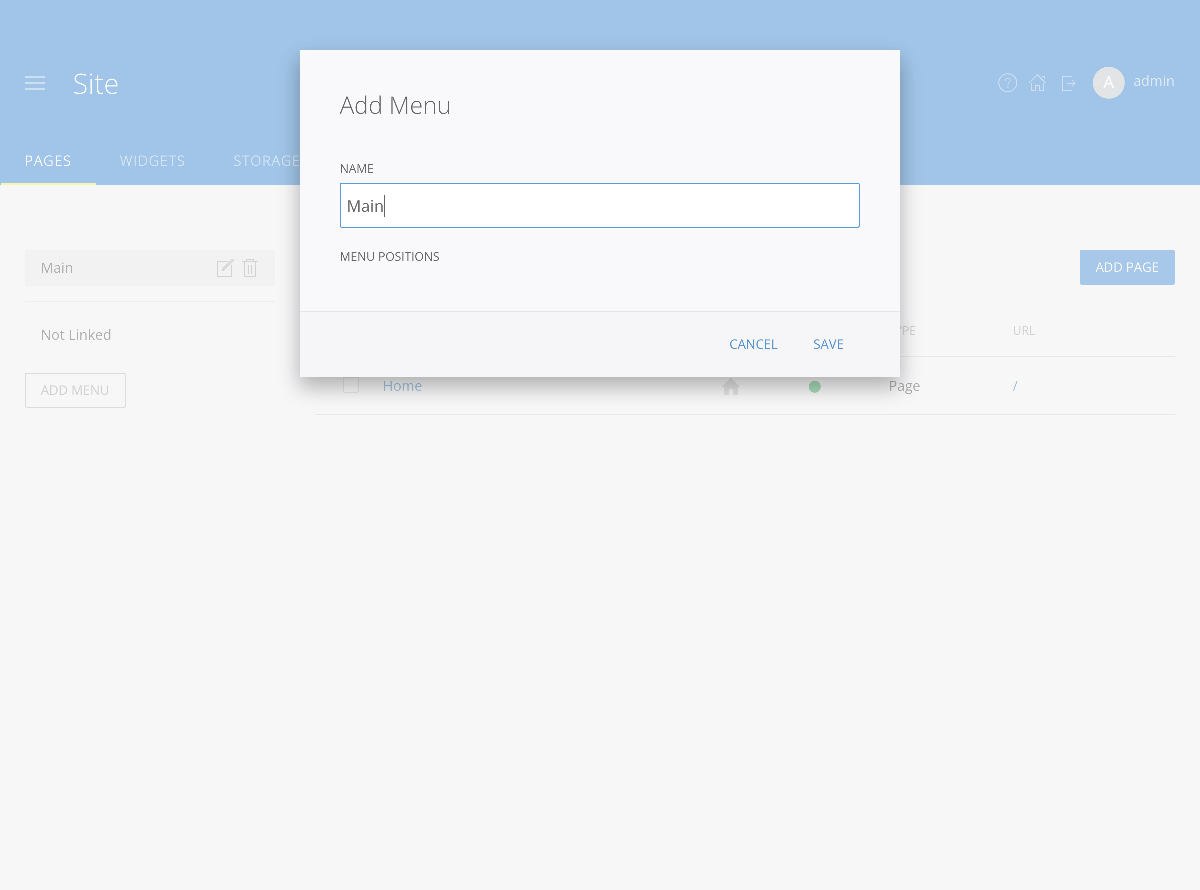 Site
A
admin
PAGES
WIDGETS
STORAGE
Add Menu
NAME
Main
MENU POSITIONS
CANCEL
SAVE
Main
Not Linked
ADD MENU
ADD PAGE
URL
Home
Page
/